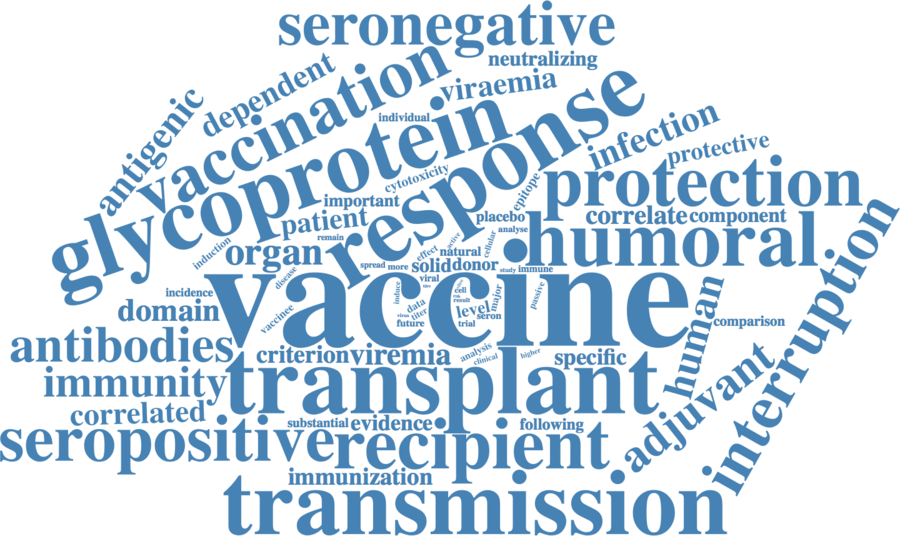 seronegative
neutralizing
dependent
vaccination
viraemia
antigenic
individual
glycoprotein
response
infection
protective
cytotoxicity
important
epitope
protection
patient
placebo
correlate
component
remain
analyse
induction
organ
effect
active
natural
cellular
humoral
solid
donor
spread
more
study
immune
disease
viral
vaccine
cell
risk
result
induce
major
passive
incidence
domain
vaccinee
data
titer
level
virus
future
trial
seron
human
comparison
interruption
antibodies
criterion
viremia
analysis
clinical
higher
specific
immunity
transplant
adjuvant
correlated
substantial
evidence
following
seropositive
recipient
immunization
transmission